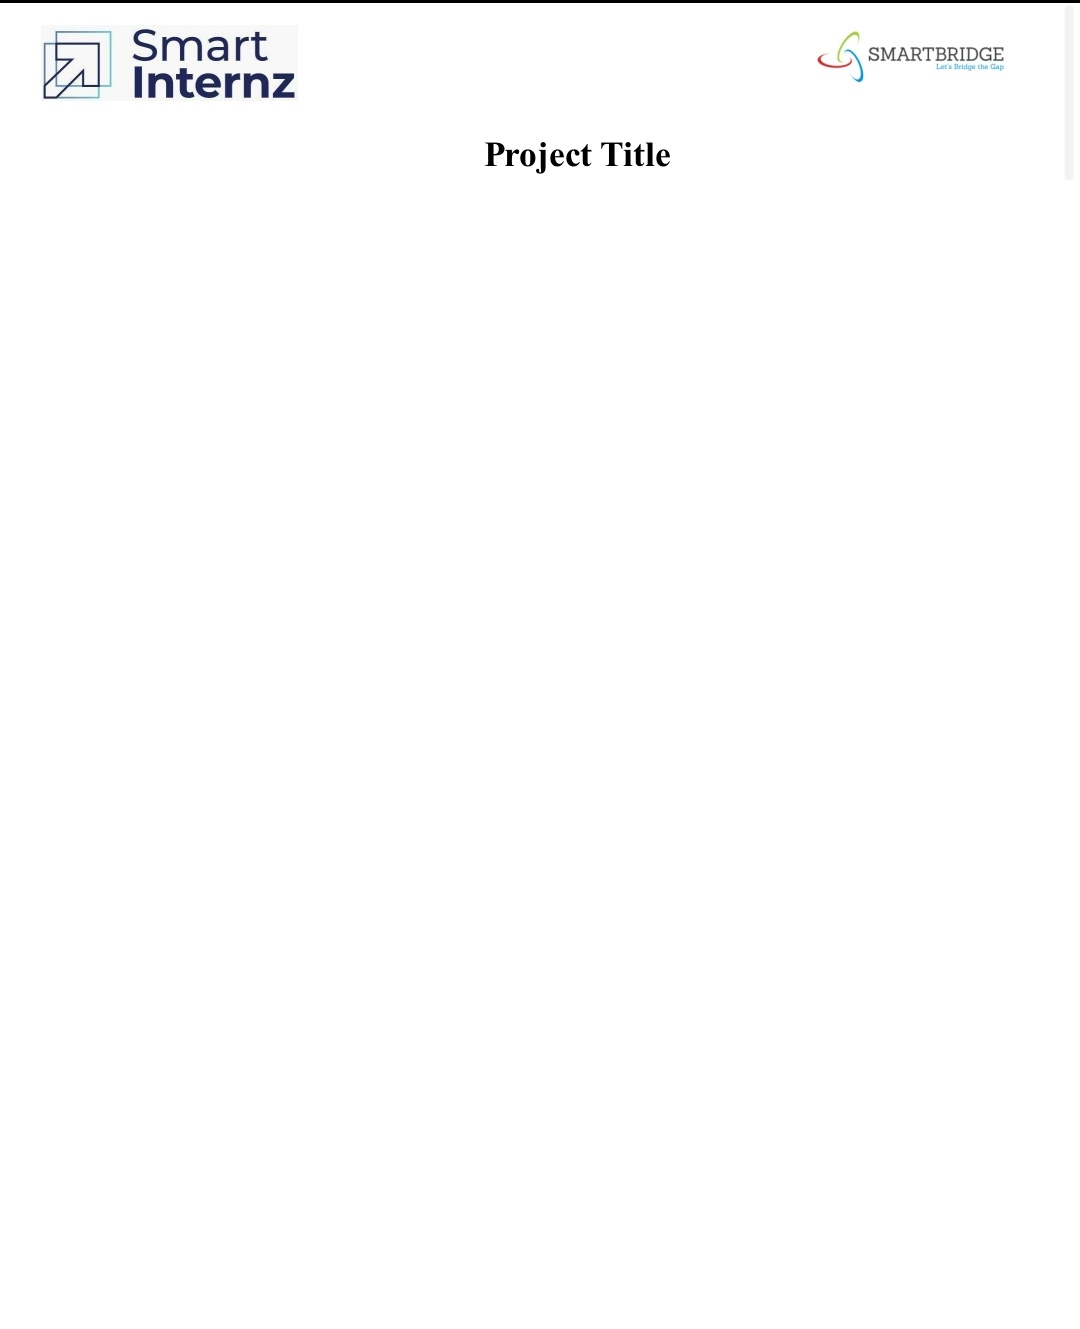 Smart
Internz
SMARTBRIDGE
Let's Bridge the Gap
Project Title